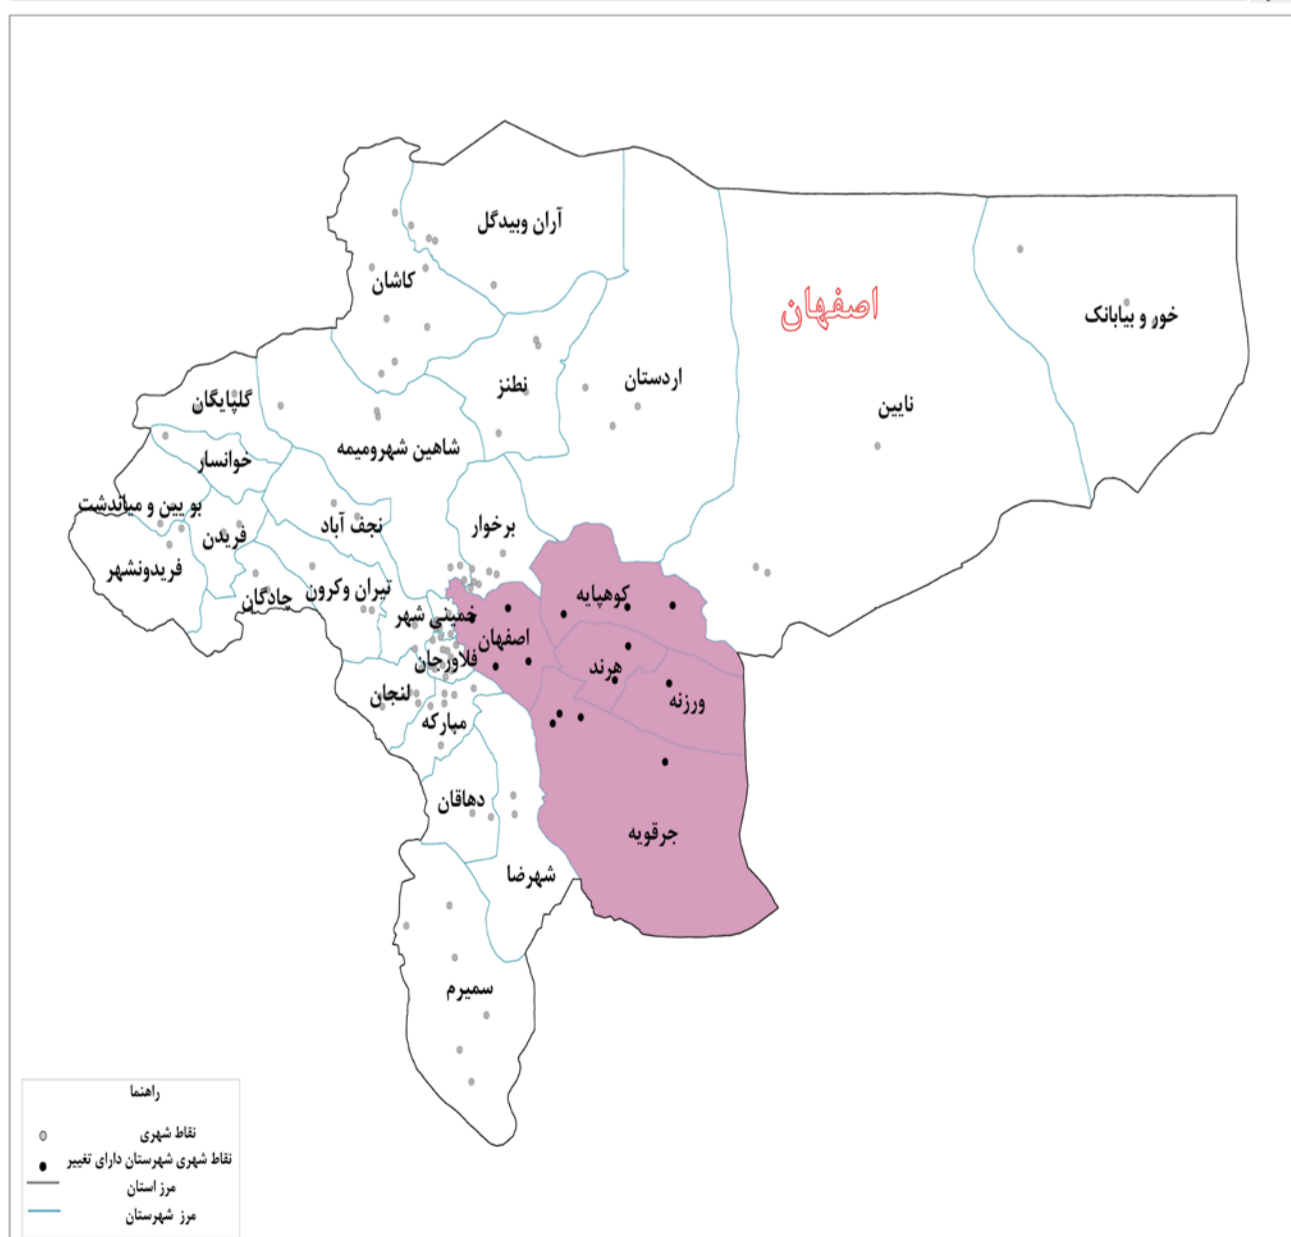 آران وبیدگل
کاشان
اصفهان
خور و بیابانک
اردستان
نطنز
نایین
گلپایگان
شاهین شهرومیمه
خوانسار
بو یین و میاندشت
نجف آباد
برخوار
فریدن
فریدونشهر
تیران وکرون
چادگان
کوهپایه
خمینی شهر
اصفهان
فلاورجان
هرند
لنجان
ورزنه
مبارکه
دهاقان
جرقویه
شهرضا
سمیرم
راهنما
نقاط شهری
نقاط شهری شهرستان دارای تغییر
مرز استان
مرز شهرستان